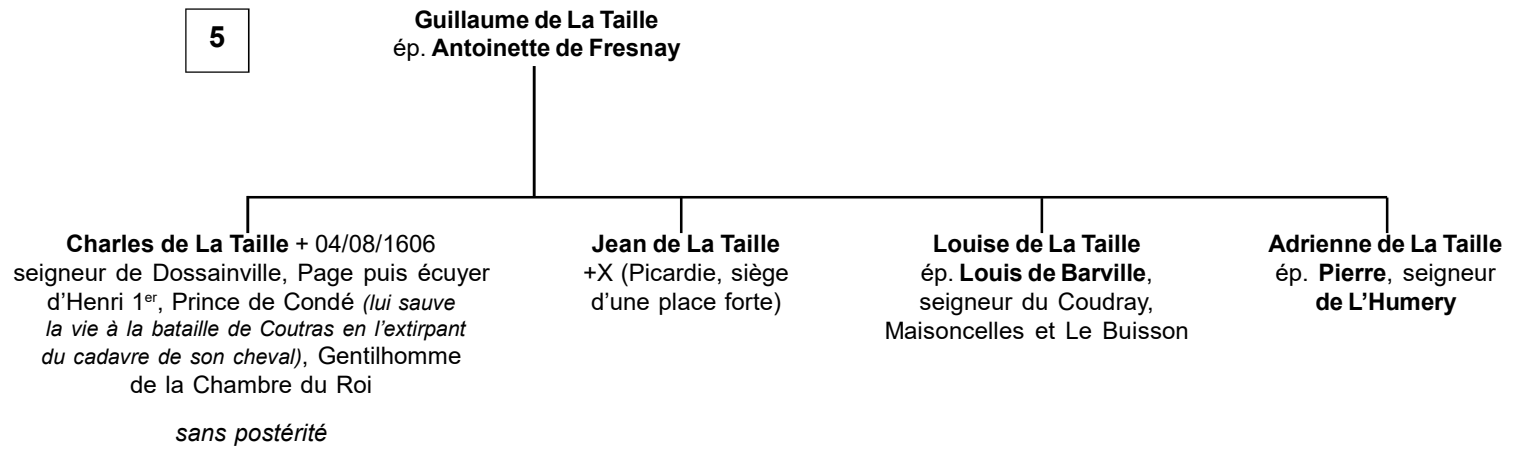 5
Guillaume de La Taille
ép. Antoinette de Fresnay
Charles de La Taille + 04/08/1606
seigneur de Dossainville, Page puis écuyer
d’Henri 1er, Prince de Condé (lui sauve
la vie à la bataille de Coutras en l’extirpant
du cadavre de son cheval), Gentilhomme
de la Chambre du Roi
sans postérité
Jean de La Taille
+X (Picardie, siège
d’une place forte)
Louise de La Taille
ép. Louis de Barville,
seigneur du Coudray,
Maisoncelles et Le Buisson
Adrienne de La Taille
ép. Pierre, seigneur
de L’Humery